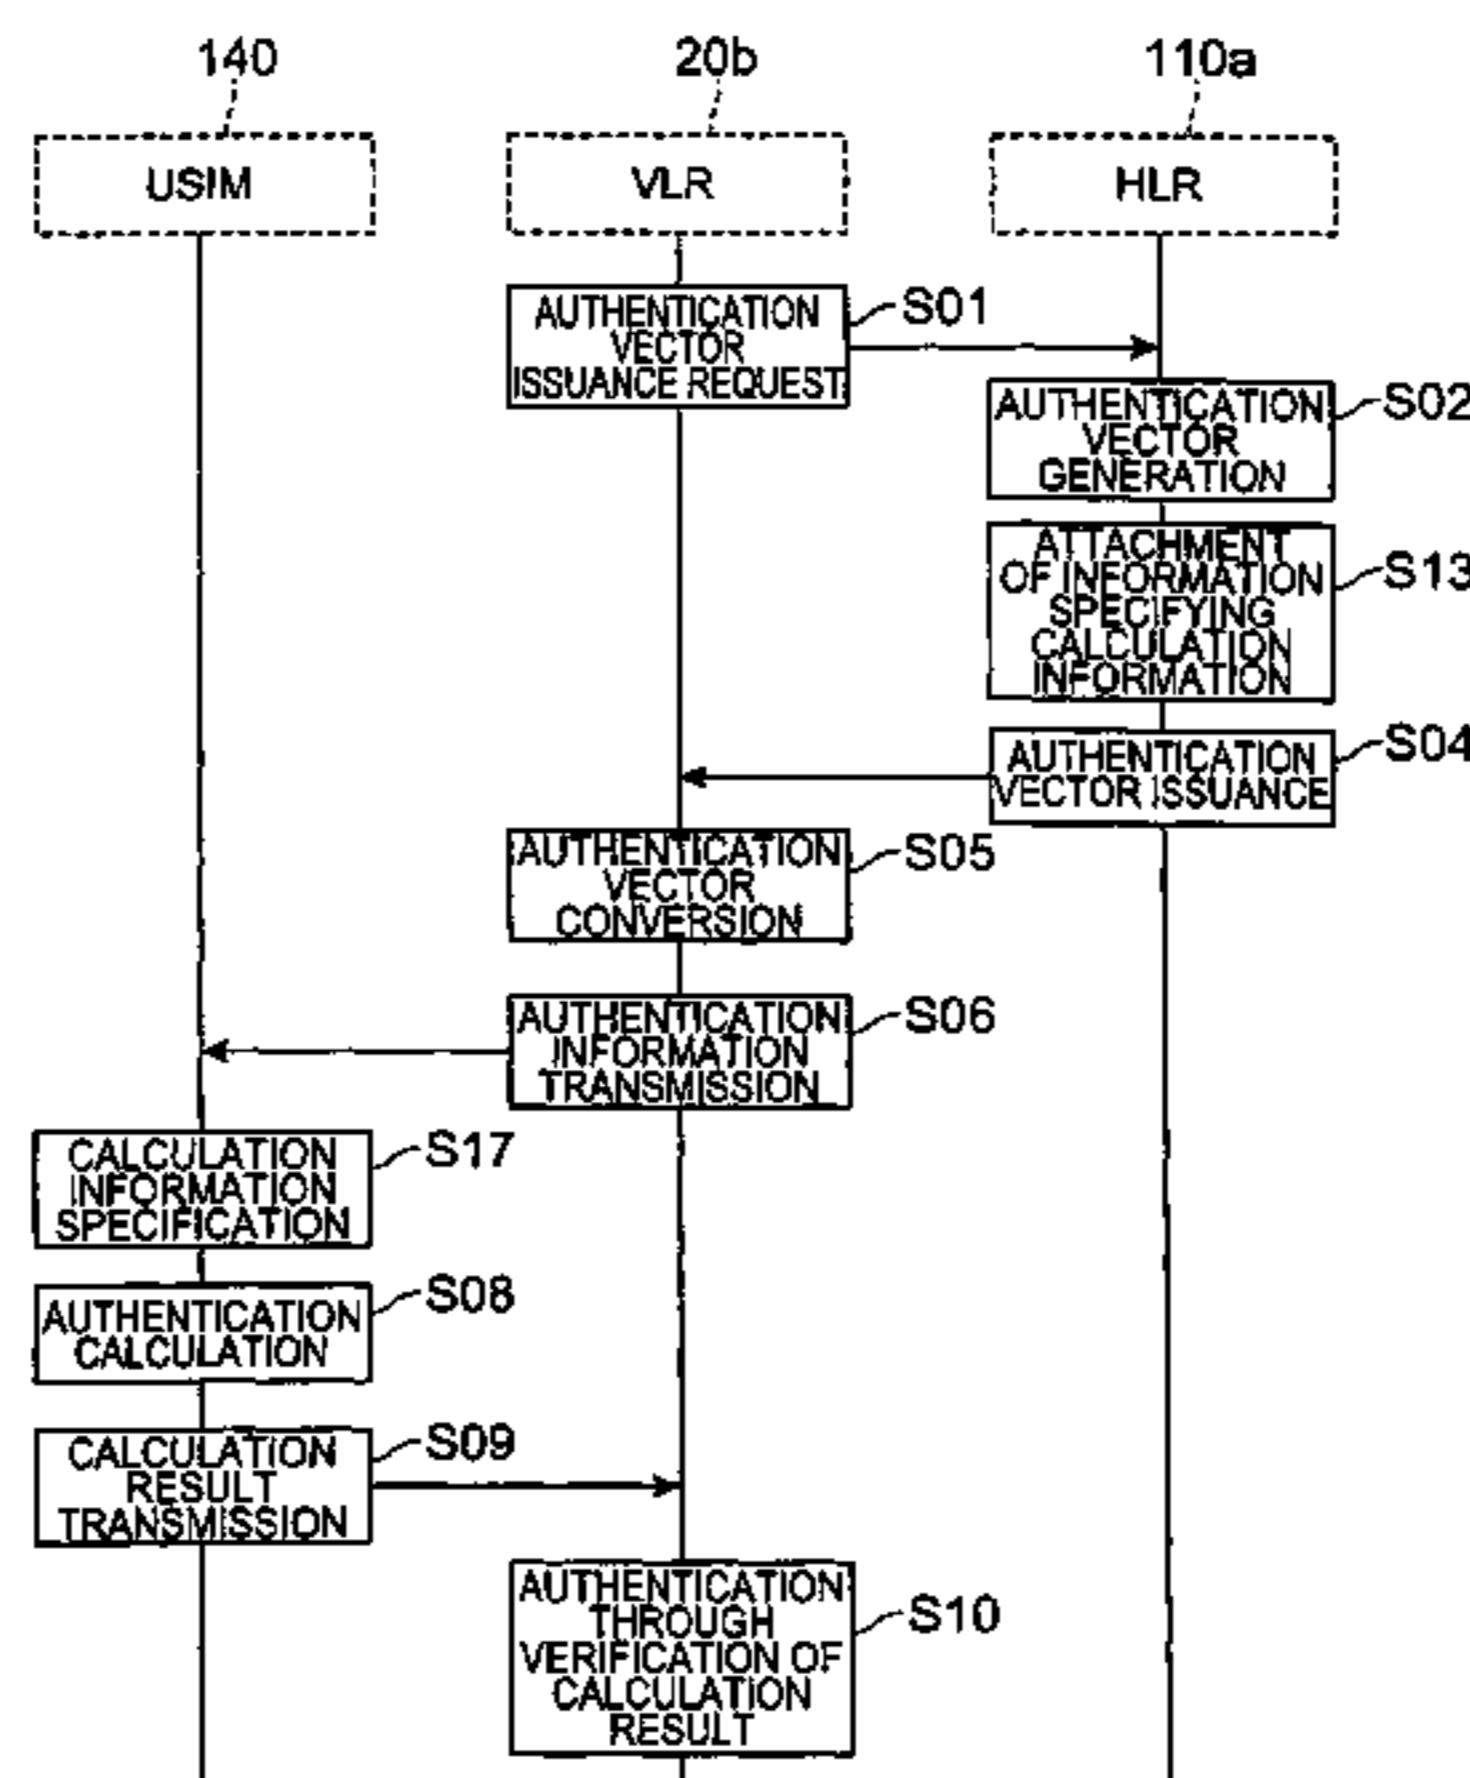 140
20b
110a
USIM
VLR
HLR
AUTHENTICATION
VECTOR
ISSUANCE REQUEST
S01
AUTHENTICATION
VECTOR
GENERATION
S02
ATTACHMENT
OF INFORMATION
SPECIFYING
CALCULATION
INFORMATION
S13
AUTHENTICATION
VECTOR ISSUANCE
S04
AUTHENTICATION
VECTOR
CONVERSION
S05
AUTHENTICATION
INFORMATION
TRANSMISSION
S06
CALCULATION
INFORMATION
SPECIFICATION
S17
AUTHENTICATION
CALCULATION
S08
CALCULATION
RESULT
TRANSMISSION
S09
AUTHENTICATION
THROUGH
VERIFICATION OF
CALCULATION
RESULT
S10